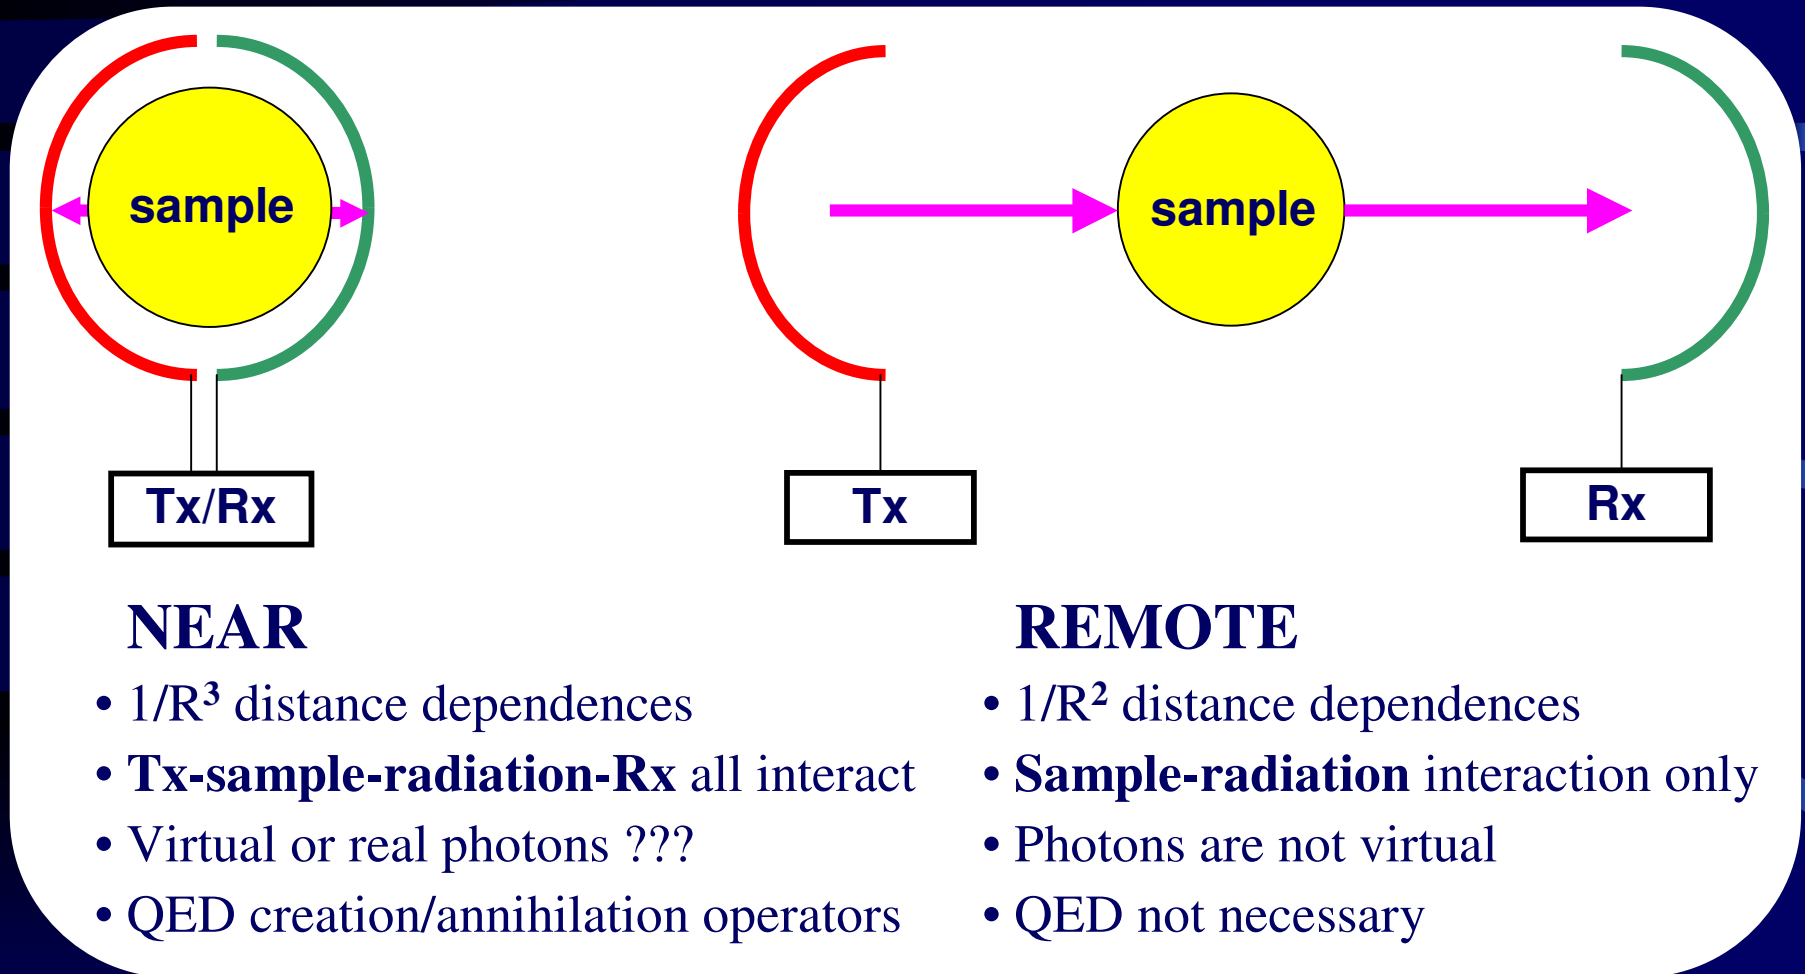 sample
sample
Tx/Rx
Tx
Rx
NEAR
• 1/R³ distance dependences
• Tx-sample-radiation-Rx all interact
• Virtual or real photons ???
• QED creation/annihilation operators
REMOTE
• 1/R² distance dependences
• Sample-radiation interaction only
• Photons are not virtual
• QED not necessary